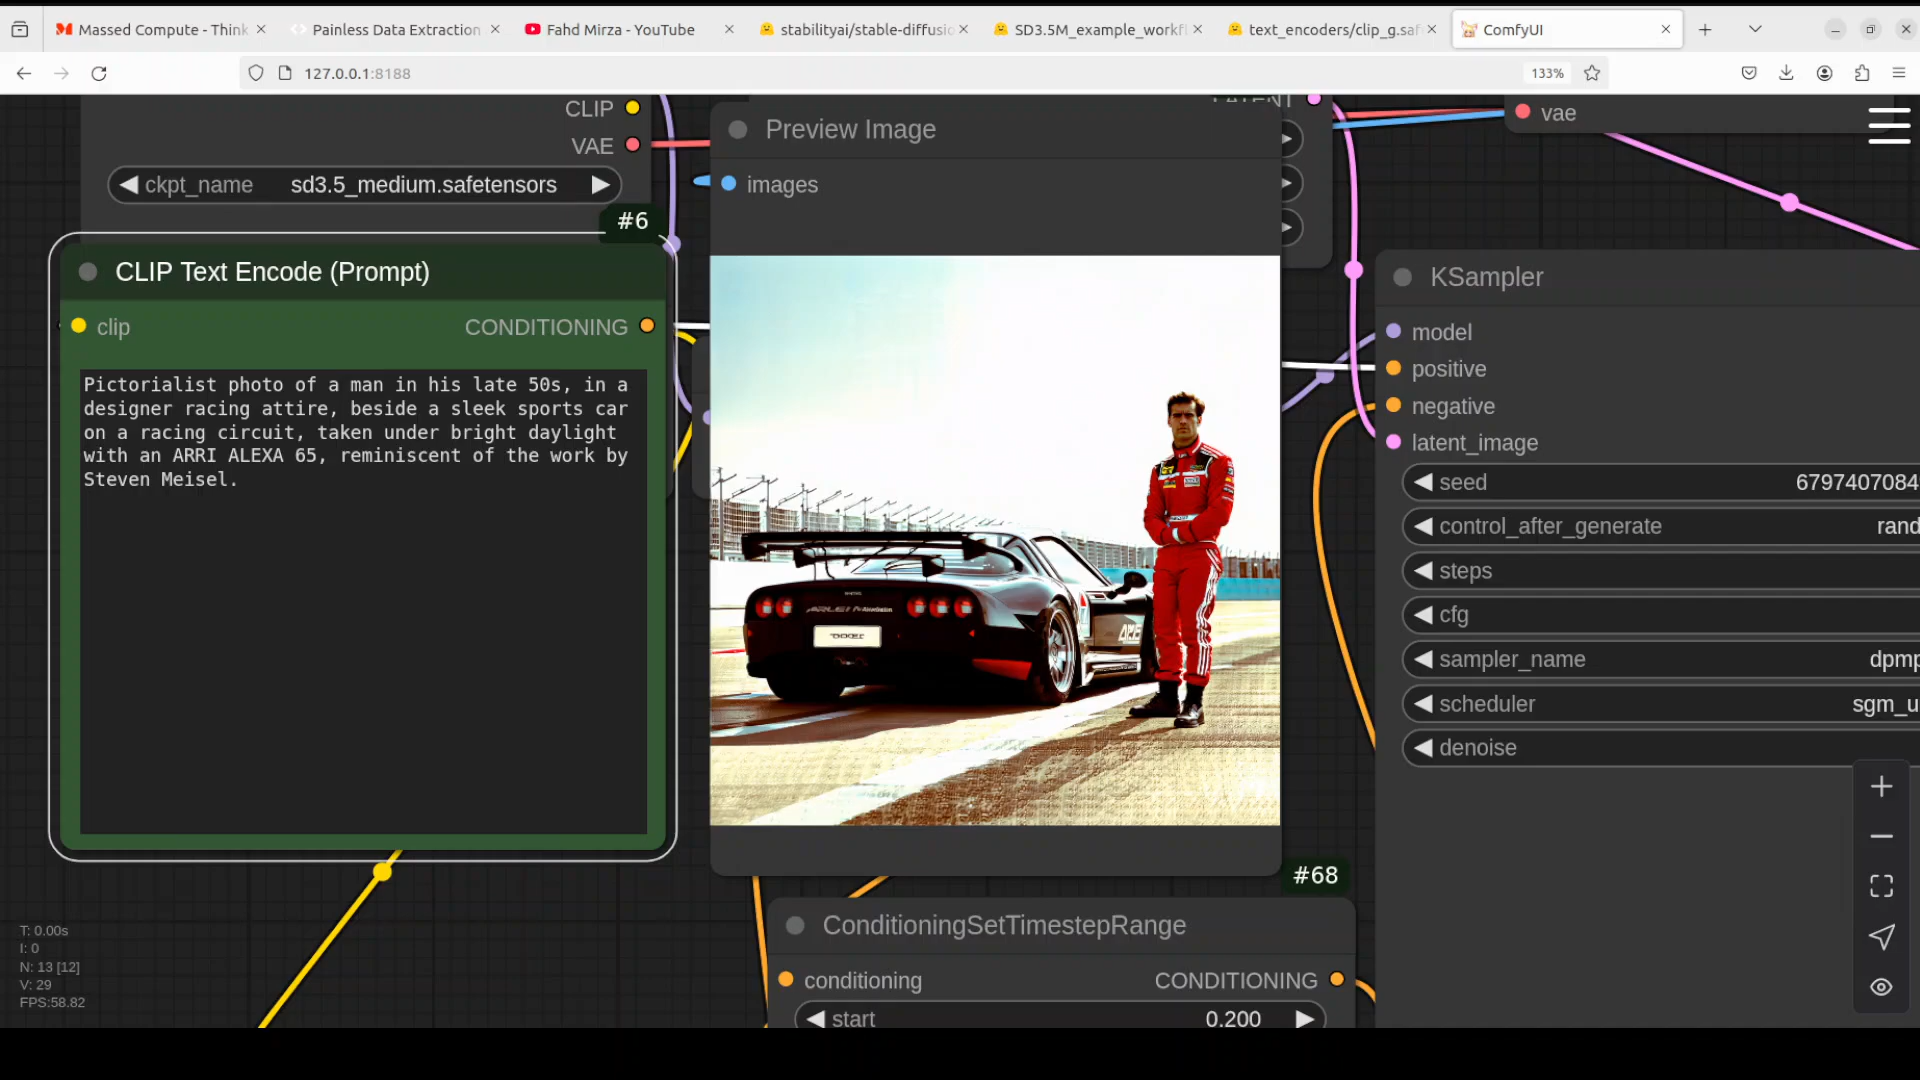 Massed Compute - Think
Painless Data Extraction
Fahd Mirza - YouTube
stabilityai/stable-diffusio
SD3.5M_example_workfl
text_encoders/clip_g.saf
ComfyUI
127.0.0.1:8188
133%
CLIP
VAE
ckpt_name sd3.5_medium.safetensors
#6
CLIP Text Encode (Prompt)
clip CONDITIONING
Pictorialist photo of a man in his late 50s, in a
designer racing attire, beside a sleek sports car
on a racing circuit, taken under bright daylight
with an ARRI ALEXA 65, reminiscent of the work by
Steven Meisel.
Preview Image
images
LATENT
vae
KSampler
model
positive
negative
latent_image
seed 6797407084
control_after_generate rand
steps
cfg
sampler_name dpmp
scheduler sgm_u
denoise
#68
ConditioningSetTimestepRange
conditioning CONDITIONING
start 0.200
T: 0.00s
I: 0
N: 13 [12]
V: 29
FPS:58.82